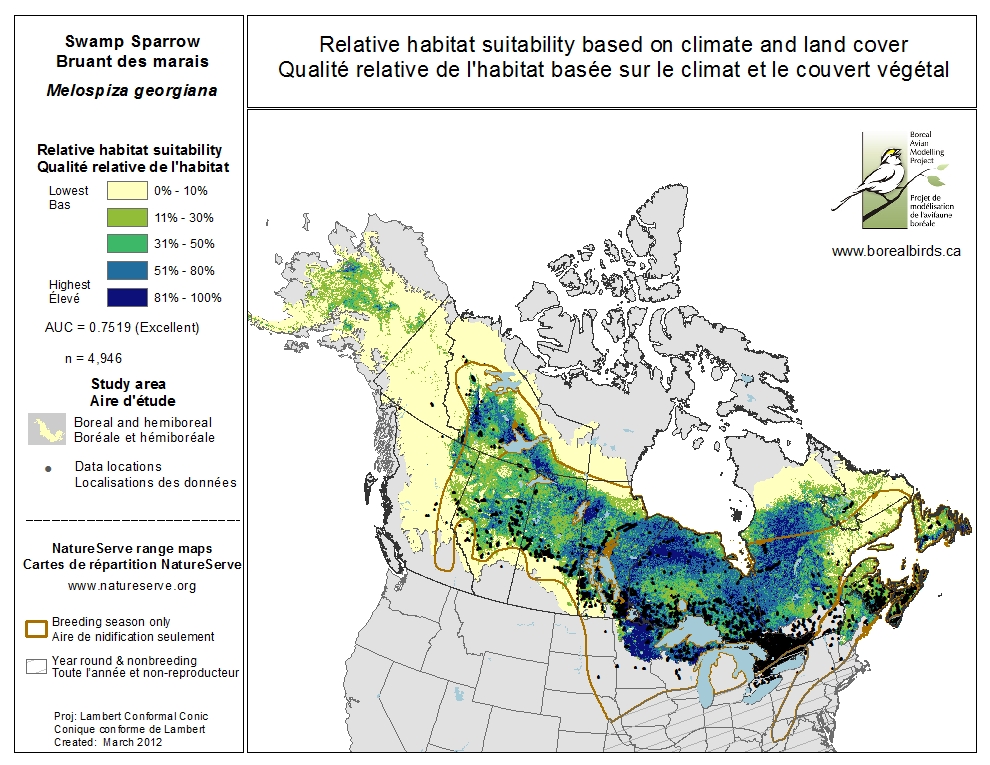 Swamp Sparrow
Bruant des marais
Melospiza georgiana
Relative habitat suitability
Qualité relative de l'habitat
Lowest
Bas
0% - 10%
11% - 30%
31% - 50%
51% - 80%
Highest
Élevé
81% - 100%
AUC = 0.7519 (Excellent)
n = 4,946
Study area
Aire d'étude
Boreal and hemiboreal
Boréale et hémiboréale
Data locations
Localisations des données
NatureServe range maps
Cartes de répartition NatureServe
www.natureserve.org
Breeding season only
Aire de nidification seulement
Year round & nonbreeding
Toute l'année et non-reproducteur
Proj: Lambert Conformal Conic
Conique conforme de Lambert
Created: March 2012
Relative habitat suitability based on climate and land cover
Qualité relative de l'habitat basée sur le climat et le couvert végétal
Boreal
Avian
Modelling
Project
Projet de
modélisation
de l'avifaune
boréale
www.borealbirds.ca